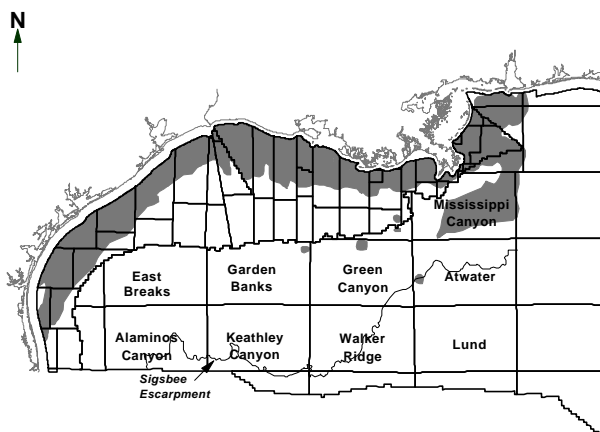 N
Mississippi
Canyon
East
Breaks
Garden
Banks
Green
Canyon
Atwater
Alaminos
Canyon
Keathley
Canyon
Walker
Ridge
Lund
Sigsbee
Escarpment